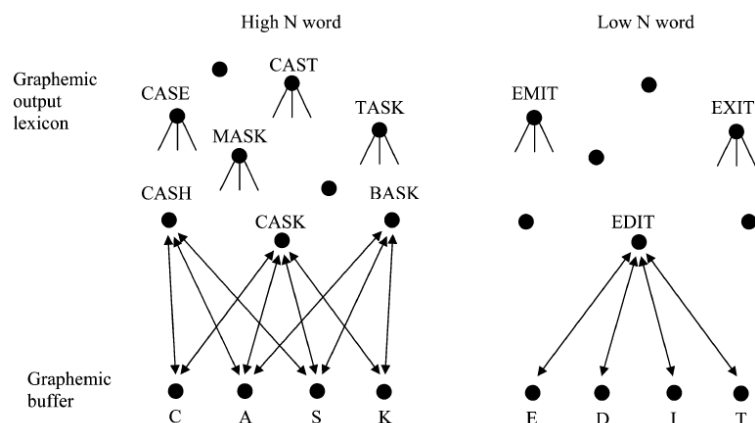 High N word
Low N word
Graphemic
output
lexicon
CAST
CASE
TASK
MASK
CASH
BASK
CASK
EMIT
EXIT
EDIT
Graphemic
buffer
C A S K
E D I T